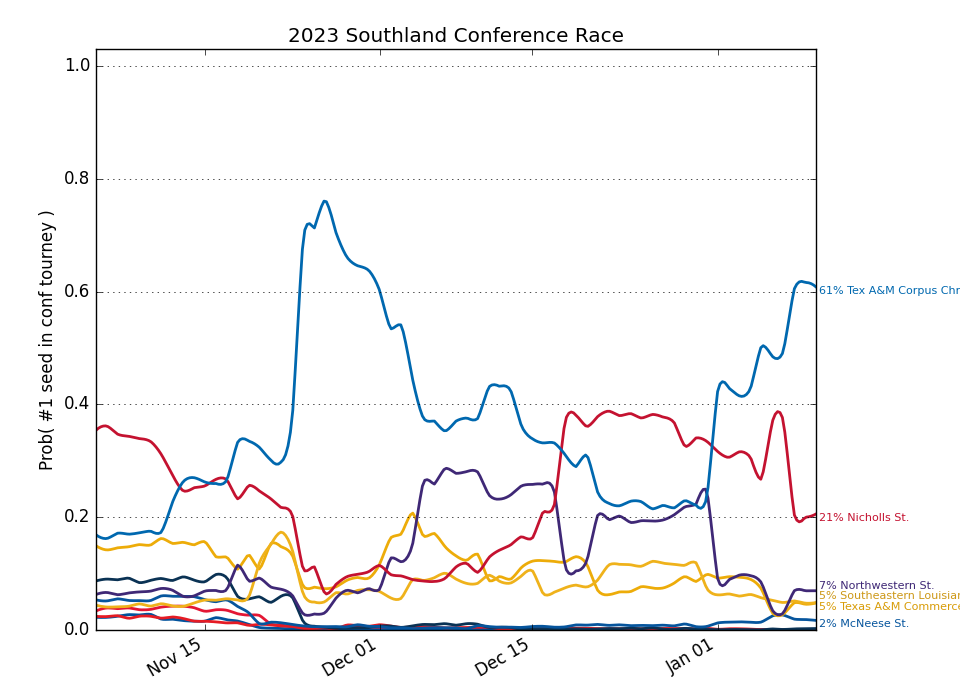 2023 Southland Conference Race
Prob( #1 seed in conf tourney )
1.0
0.8
0.6
0.4
0.2
0.0
Nov 15
Dec 01
Dec 15
Jan 01
61% Tex A&M Corpus Chr
21% Nicholls St.
7% Northwestern St.
5% Southeastern Louisian
5% Texas A&M Commerce
2% McNeese St.